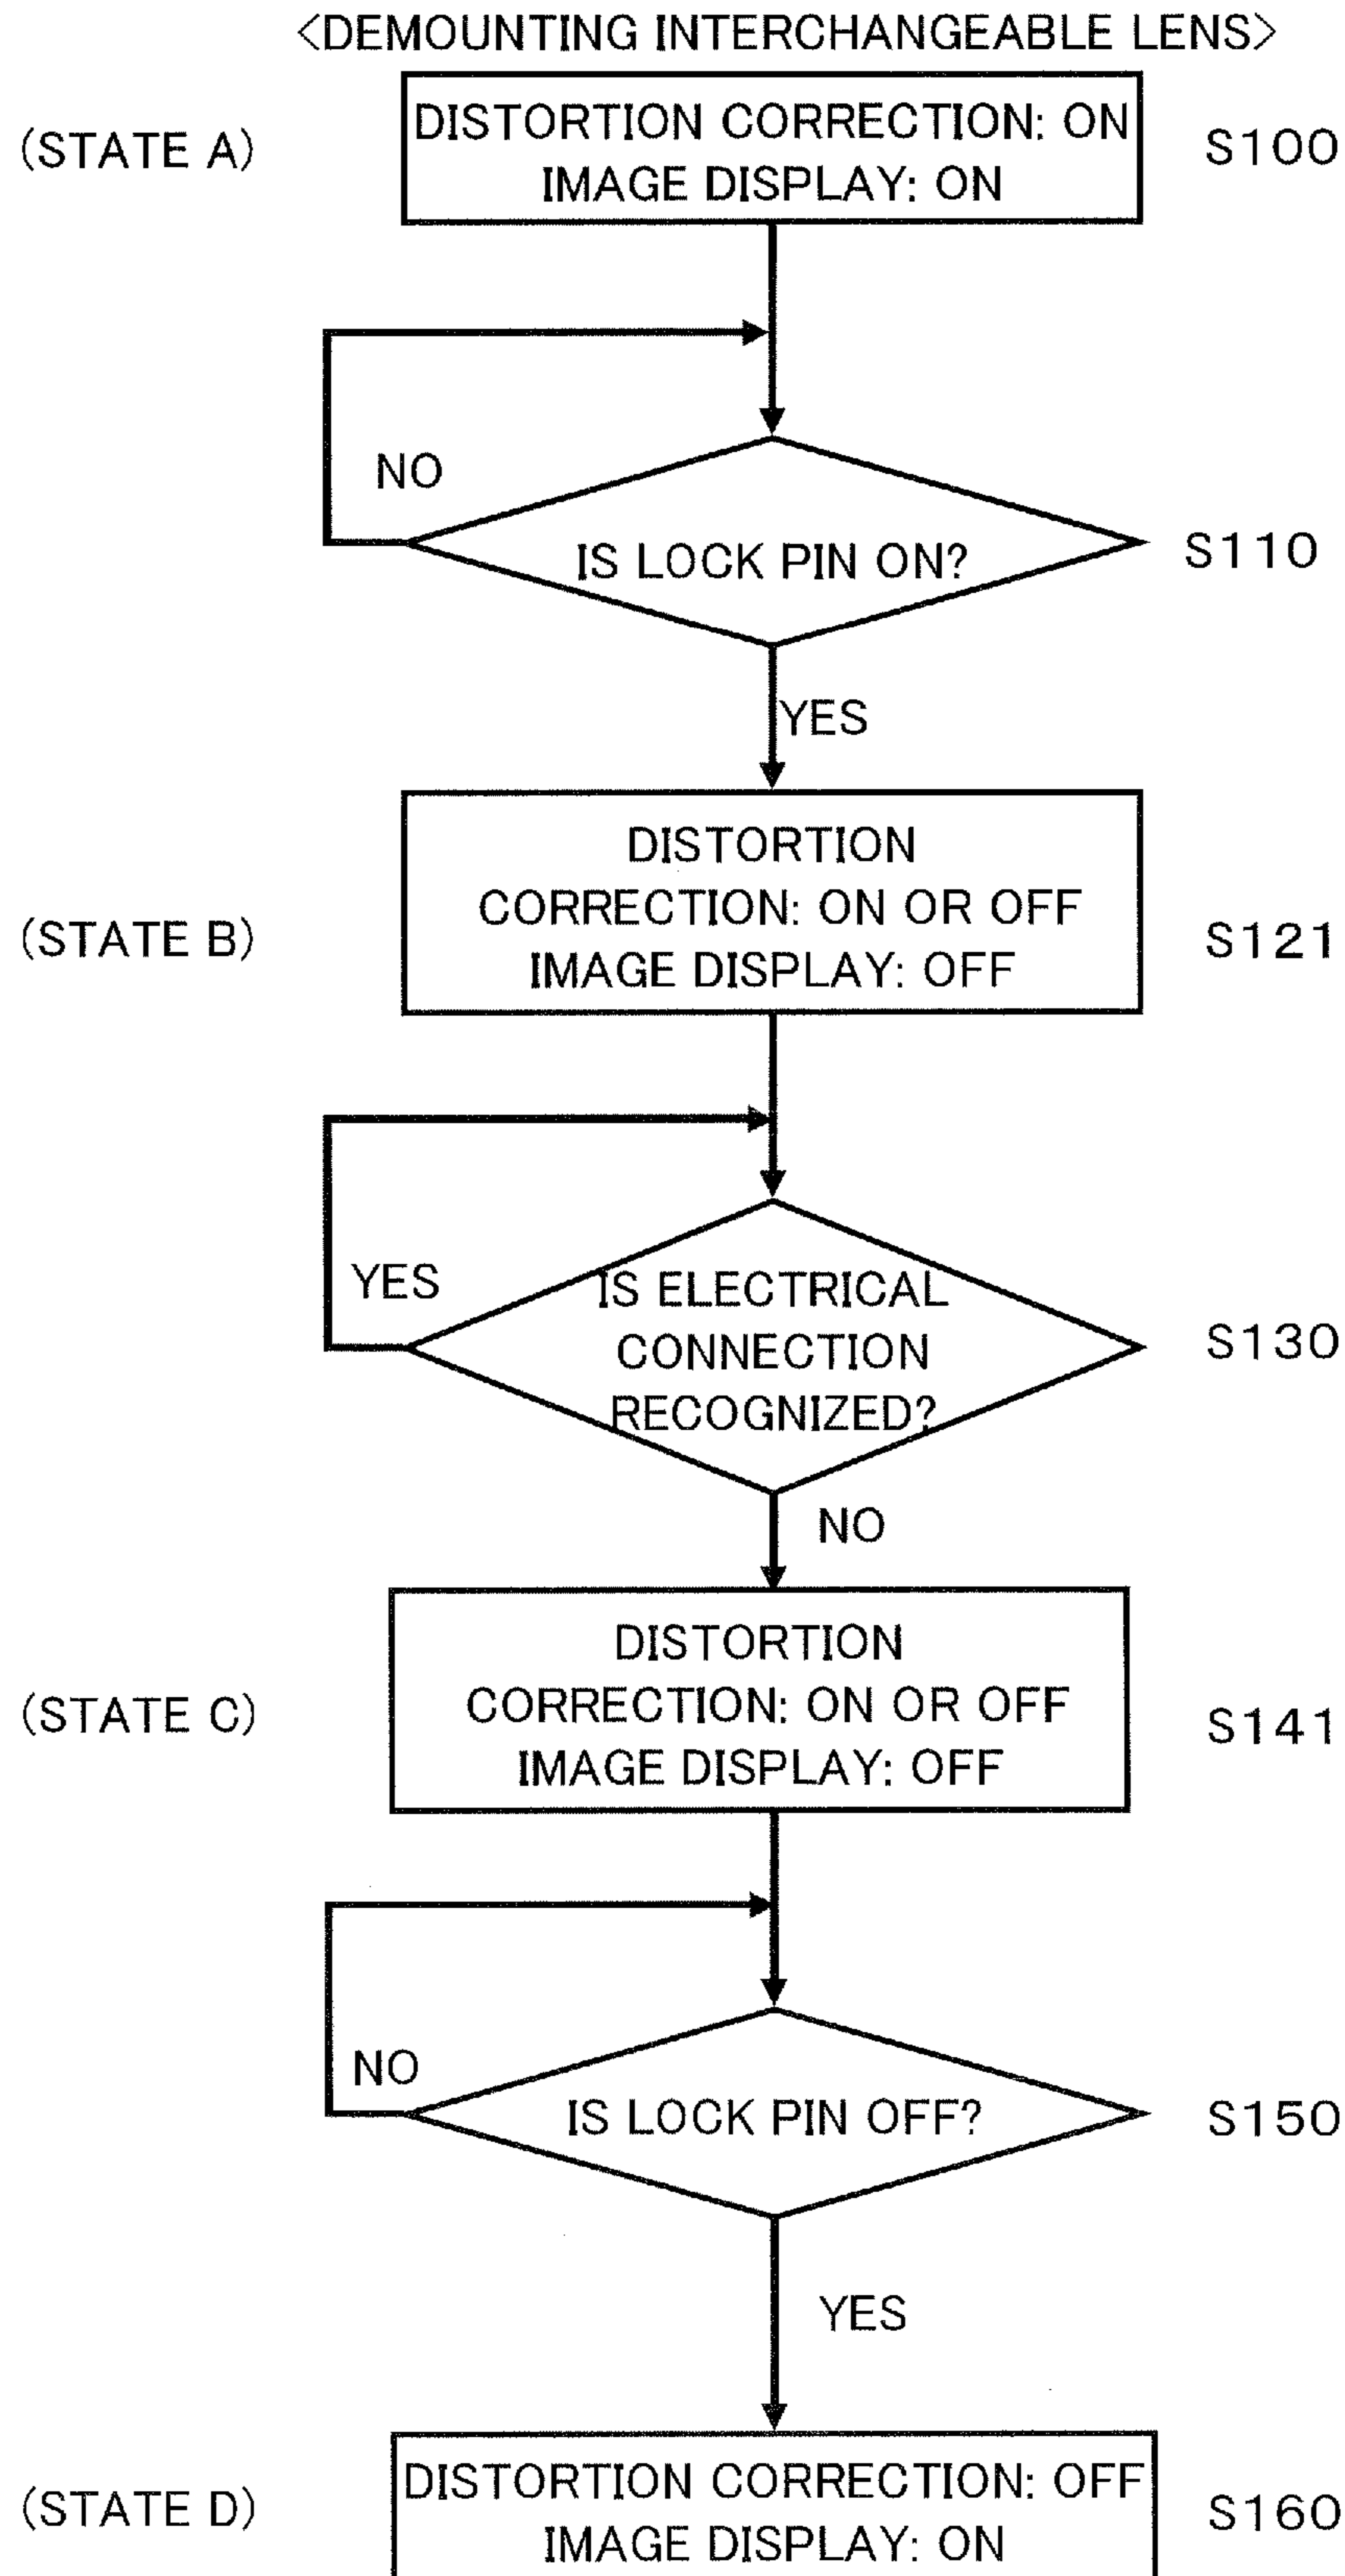 <DEMOUNTING INTERCHANGEABLE LENS>
(STATE A)
DISTORTION CORRECTION: ON
IMAGE DISPLAY: ON
S100
NO
IS LOCK PIN ON?
S110
YES
(STATE B)
DISTORTION
CORRECTION: ON OR OFF
IMAGE DISPLAY: OFF
S121
YES
IS ELECTRICAL
CONNECTION
RECOGNIZED?
S130
NO
(STATE C)
DISTORTION
CORRECTION: ON OR OFF
IMAGE DISPLAY: OFF
S141
NO
IS LOCK PIN OFF?
S150
YES
(STATE D)
DISTORTION CORRECTION: OFF
IMAGE DISPLAY: ON
S160